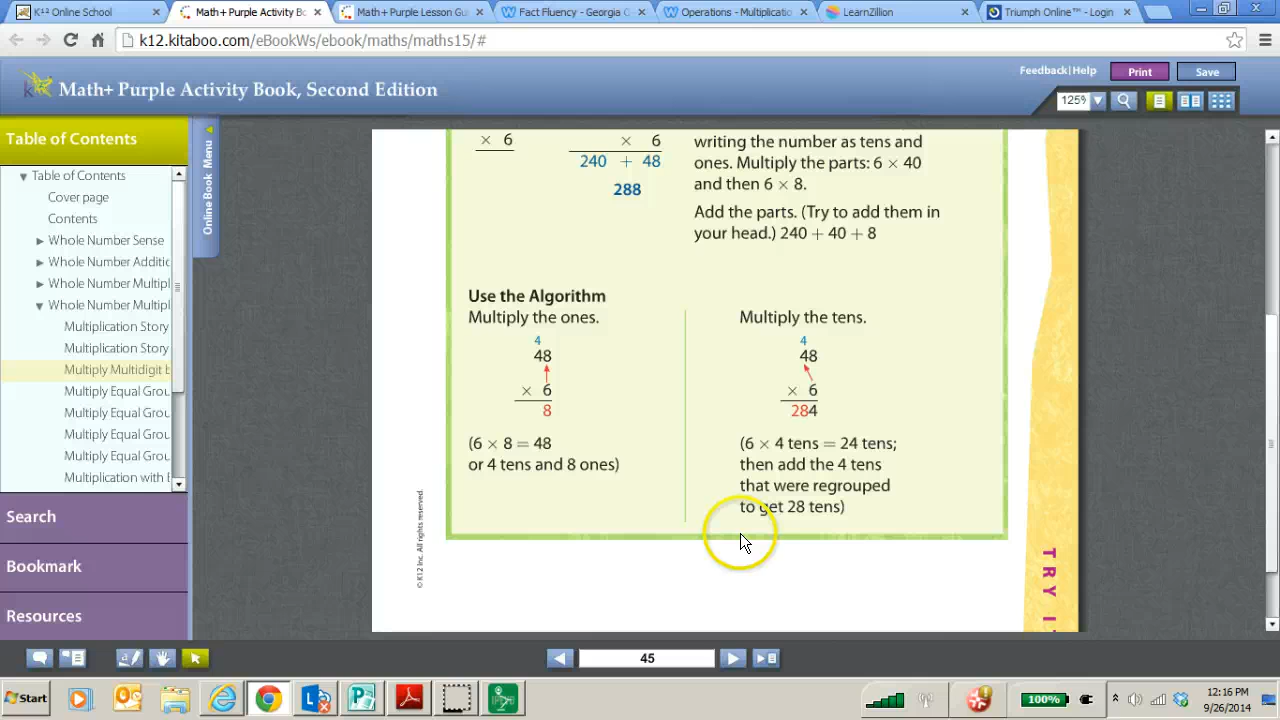 K12 Online School
Math+ Purple Activity Bo
Math+ Purple Lesson Gui
Fact Fluency - Georgia C
Operations - Multiplicatio
LearnZillion
Triumph Online™ - Login
k12.kitaboo.com/eBookWs/ebook/maths/maths15/#
Feedback|Help
Print
Save
Math+ Purple Activity Book, Second Edition
125%
Table of Contents
Online Book Menu
Table of Contents
Cover page
Contents
Whole Number Sense
Whole Number Additic
Whole Number Multipl
Whole Number Multipl
Multiplication Story
Multiplication Story
Multiply Multidigit b
Multiply Equal Grou
Multiply Equal Grou
Multiply Equal Grou
Multiply Equal Grou
Multiplication with E
Search
Bookmark
Resources
× 6
× 6
240 + 48
288
writing the number as tens and
ones. Multiply the parts: 6 × 40
and then 6 × 8.
Add the parts. (Try to add them in
your head.) 240 + 40 + 8
Use the Algorithm
Multiply the ones.
4
48
× 6
8
(6 × 8 = 48
or 4 tens and 8 ones)
Multiply the tens.
4
48
× 6
284
(6 × 4 tens = 24 tens;
then add the 4 tens
that were regrouped
to get 28 tens)
© K12 Inc. All rights reserved.
TRY IT
45
Start
100%
12:16 PM
9/26/2014